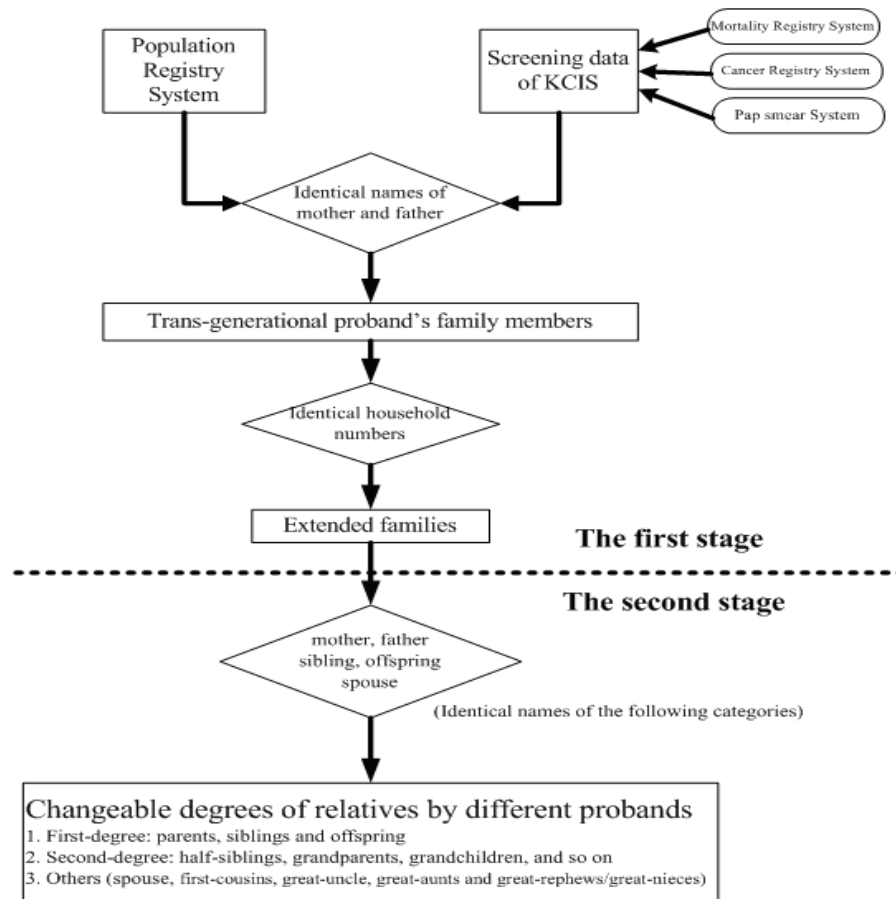 Population
Registry
System
Screening data
of KCIS
Mortality Registry System
Cancer Registry System
Pap smear System
Identical names of
mother and father
Trans-generational proband's family members
Identical household
numbers
Extended families
The first stage
The second stage
mother, father
sibling, offspring
spouse
(Identical names of the following categories)
Changeable degrees of relatives by different probands
1. First-degree: parents, siblings and offspring
2. Second-degree: half-siblings, grandparents, grandchildren, and so on
3. Others (spouse, first-cousins, great-uncle, great-aunts and great-rephews/great-nieces)